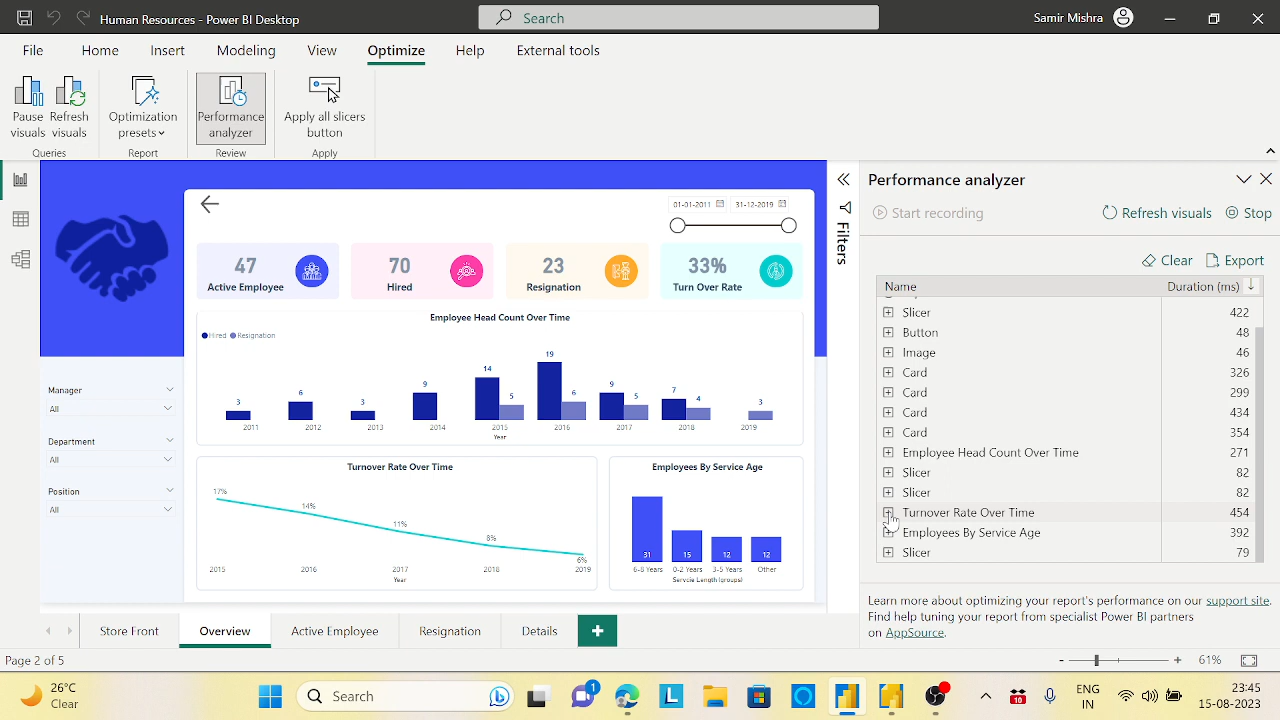 Human Resources - Power BI Desktop
Search
Samir Mishra
File
Home
Insert
Modeling
View
Optimize
Help
External tools
Pause visuals
Refresh visuals
Optimization presets
Performance analyzer
Apply all slicers button
Queries
Report
Review
Apply
01-01-2011
31-12-2019
47
Active Employee
70
Hired
23
Resignation
33%
Turn Over Rate
Employee Head Count Over Time
Hired
Resignation
3
6
3
9
14
5
19
6
9
5
7
4
3
2011
2012
2013
2014
2015
2016
2017
2018
2019
Year
Manager
All
Department
All
Position
All
Turnover Rate Over Time
17%
14%
11%
8%
6%
2015
2016
2017
2018
2019
Year
Employees By Service Age
31
15
12
12
6-8 Years
0-2 Years
3-5 Years
Other
Servcie Length (groups)
Filters
Performance analyzer
Start recording
Refresh visuals
Stop
Clear
Export
Name
Duration (ms)
Slicer 422
Button 48
Image 46
Card 326
Card 299
Card 434
Card 354
Employee Head Count Over Time 271
Slicer 82
Slicer 82
Turnover Rate Over Time 454
Employees By Service Age 392
Slicer 79
Learn more about optimizing your report's performance on our support site.
Find help tuning your report from specialist Power BI partners
on AppSource.
Store Front
Overview
Active Employee
Resignation
Details
Page 2 of 5
- + 61%
26°C
Clear
Search
1
L
10
ENG
IN
23:45
15-08-2023